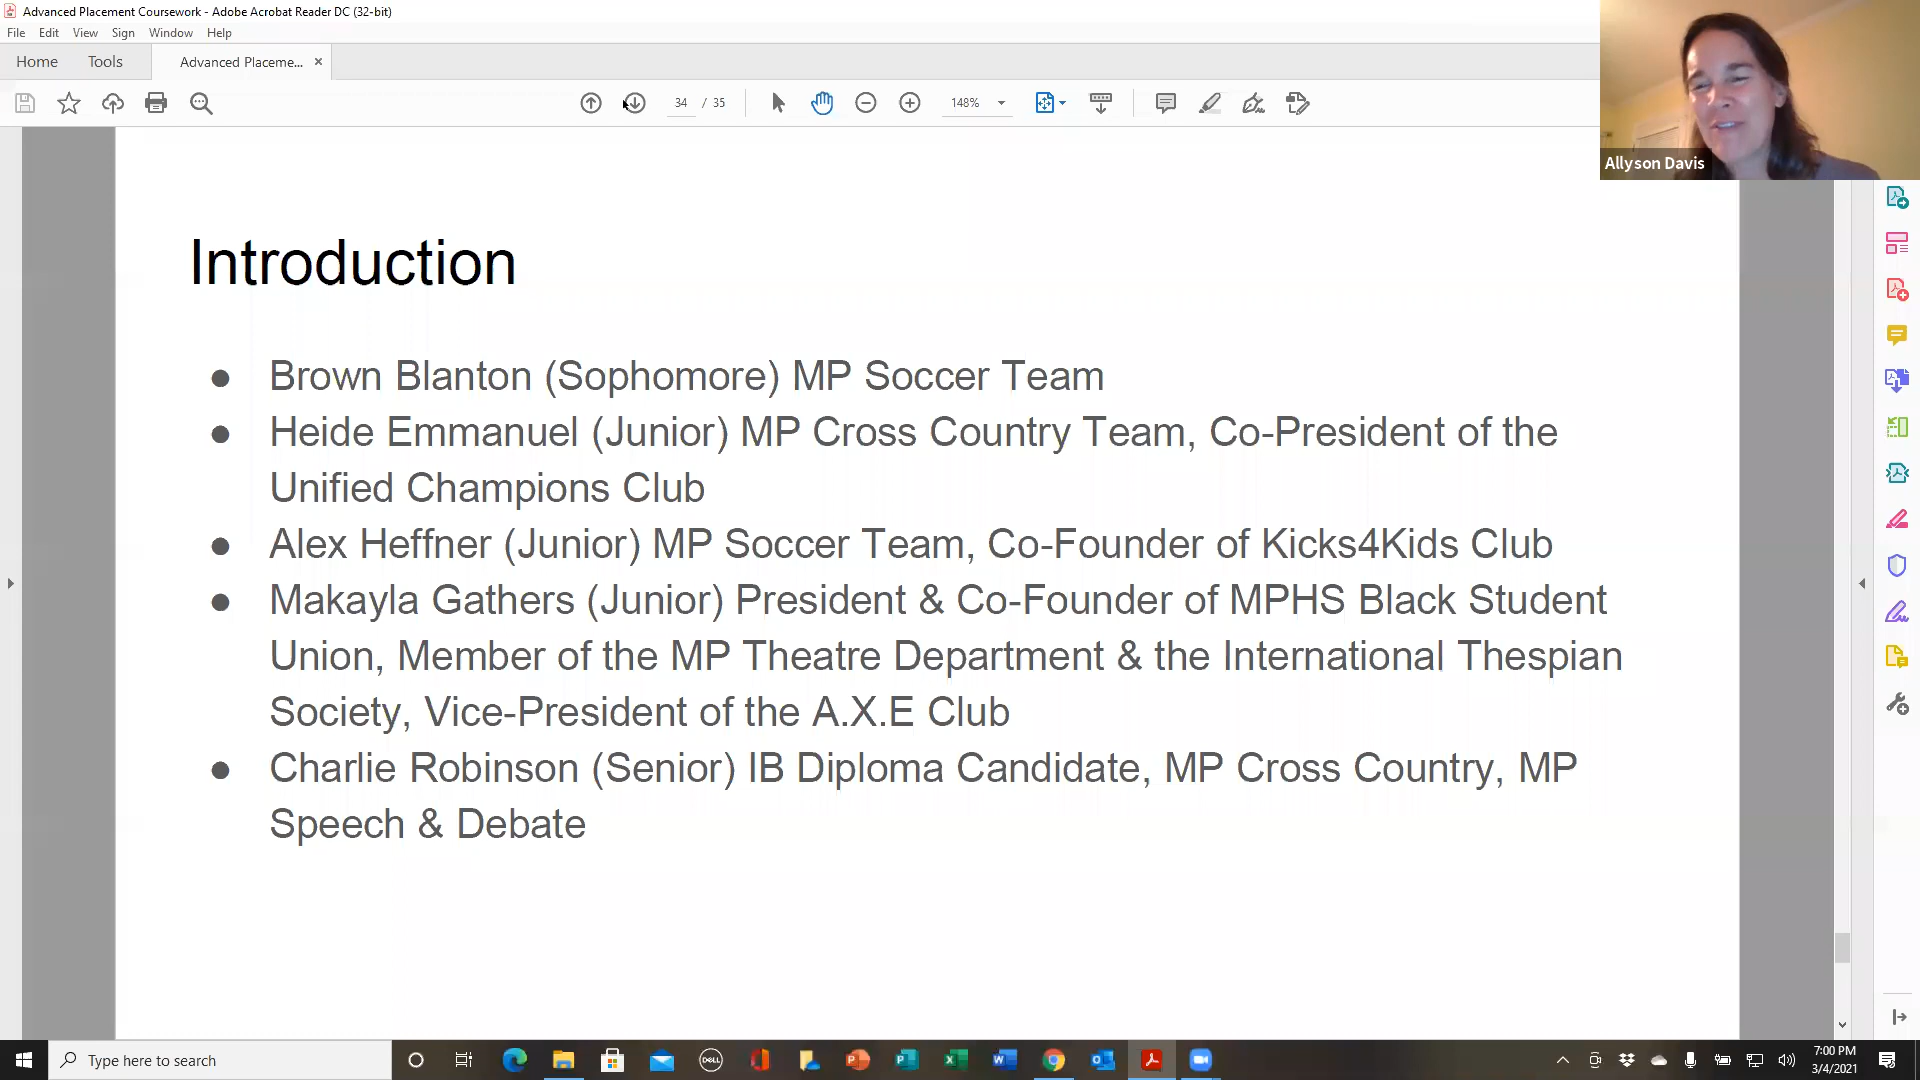 Advanced Placement Coursework - Adobe Acrobat Reader DC (32-bit)
File Edit View Sign Window Help
Home Tools Advanced Placeme... ×
34 / 35 148%
Allyson Davis
Introduction
● Brown Blanton (Sophomore) MP Soccer Team
● Heide Emmanuel (Junior) MP Cross Country Team, Co-President of the
Unified Champions Club
● Alex Heffner (Junior) MP Soccer Team, Co-Founder of Kicks4Kids Club
● Makayla Gathers (Junior) President & Co-Founder of MPHS Black Student
Union, Member of the MP Theatre Department & the International Thespian
Society, Vice-President of the A.X.E Club
● Charlie Robinson (Senior) IB Diploma Candidate, MP Cross Country, MP
Speech & Debate
Type here to search
DELL
7:00 PM
3/4/2021